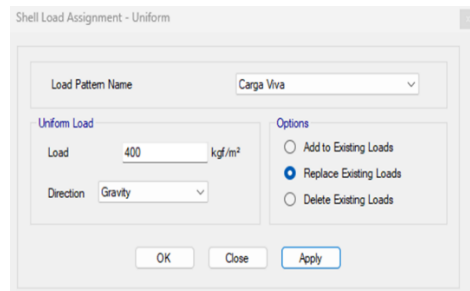 Shell Load Assignment - Uniform
Load Pattern Name
Carga Viva
Uniform Load
Load
400
kgf/m²
Direction
Gravity
Options
Add to Existing Loads
Replace Existing Loads
Delete Existing Loads
OK
Close
Apply